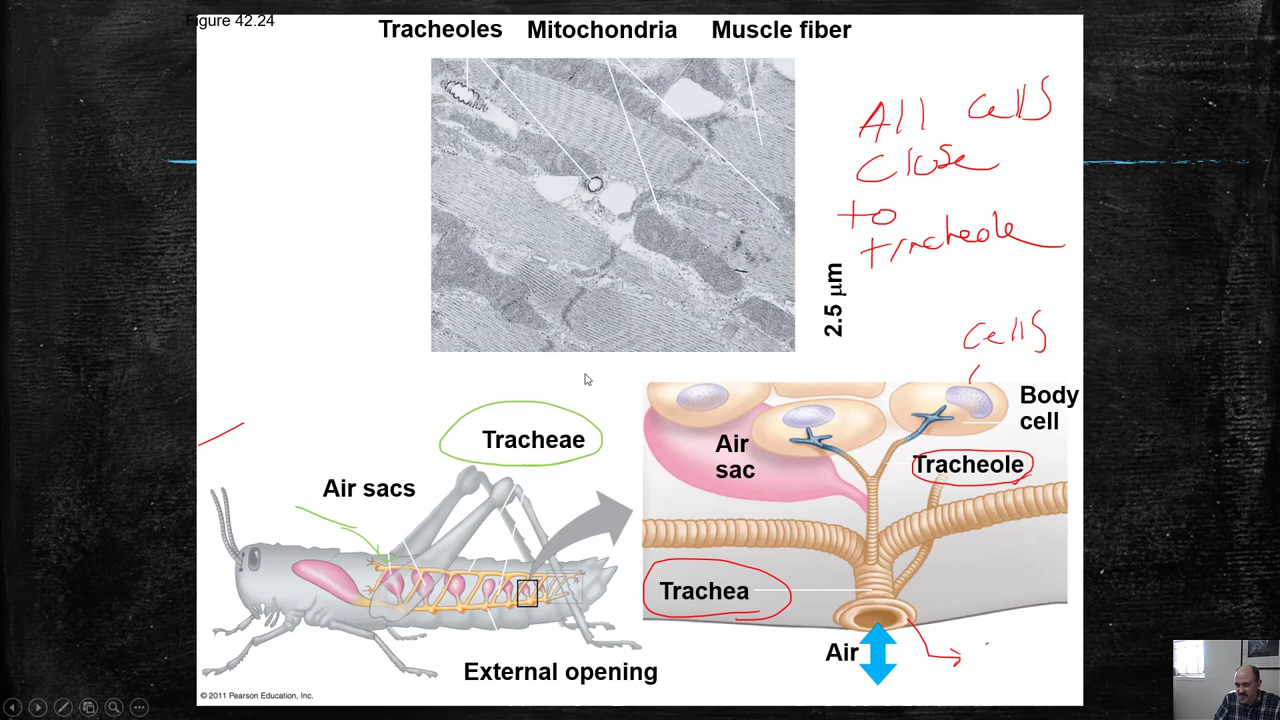 Figure 42.24
Tracheoles Mitochondria Muscle fiber
All cells
close
to
tracheole
2.5 µm
cells
Body
cell
Tracheae
Air
sac
Tracheole
Air sacs
Trachea
Air
External opening
© 2011 Pearson Education, Inc.